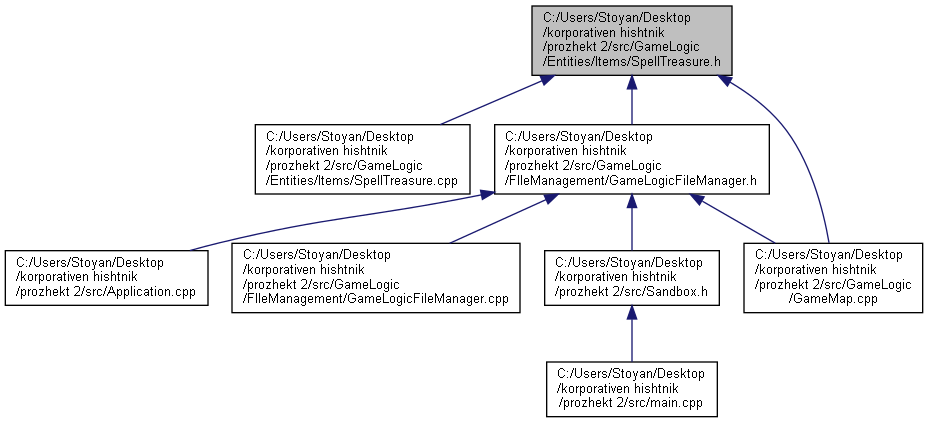 C:/Users/Stoyan/Desktop
/korporativen hishtnik
/prozhekt 2/src/GameLogic
/Entities/Items/SpellTreasure.h
C:/Users/Stoyan/Desktop
/korporativen hishtnik
/prozhekt 2/src/GameLogic
/Entities/Items/SpellTreasure.cpp
C:/Users/Stoyan/Desktop
/korporativen hishtnik
/prozhekt 2/src/GameLogic
/FIleManagement/GameLogicFileManager.h
C:/Users/Stoyan/Desktop
/korporativen hishtnik
/prozhekt 2/src/Application.cpp
C:/Users/Stoyan/Desktop
/korporativen hishtnik
/prozhekt 2/src/GameLogic
/FIleManagement/GameLogicFileManager.cpp
C:/Users/Stoyan/Desktop
/korporativen hishtnik
/prozhekt 2/src/Sandbox.h
C:/Users/Stoyan/Desktop
/korporativen hishtnik
/prozhekt 2/src/GameLogic
/GameMap.cpp
C:/Users/Stoyan/Desktop
/korporativen hishtnik
/prozhekt 2/src/main.cpp